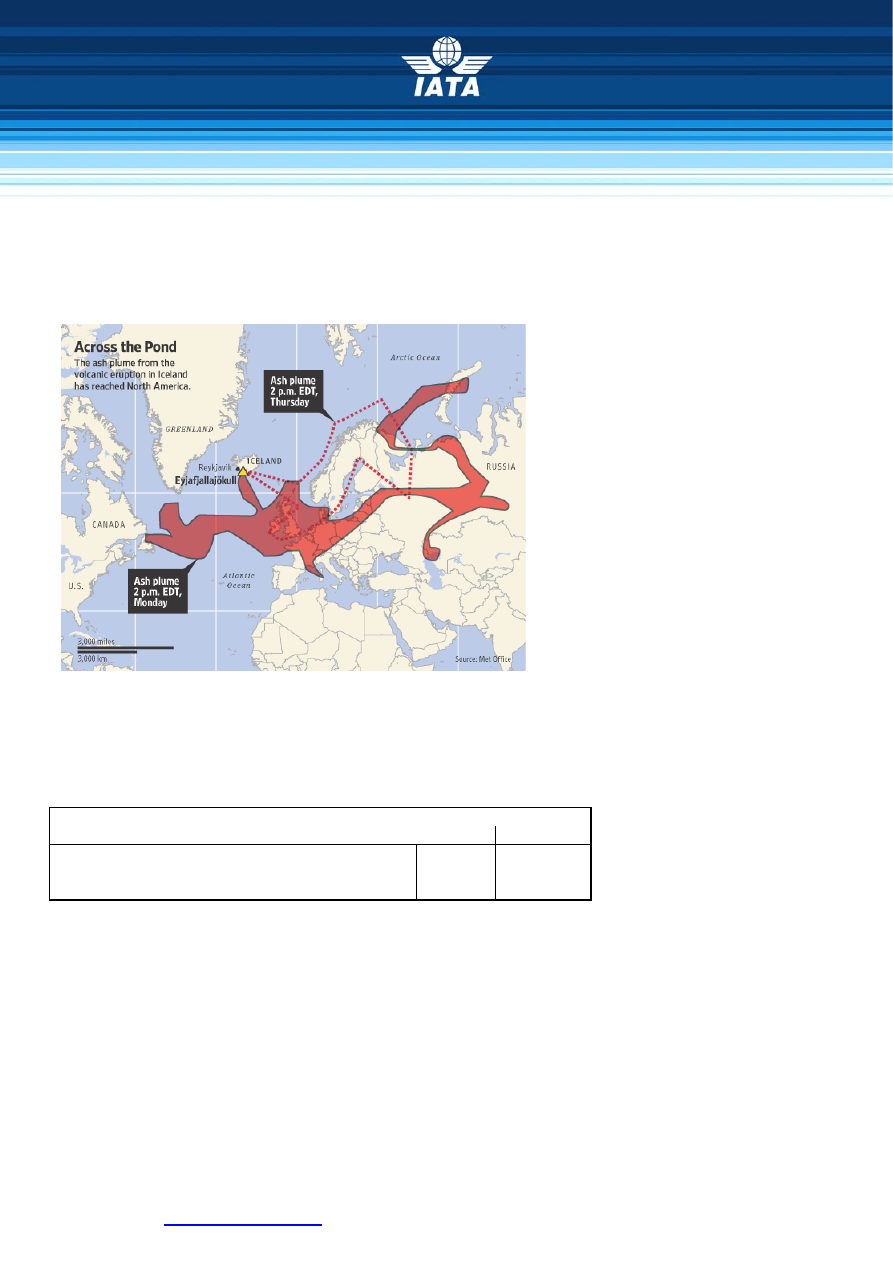 IATA
Across the Pond
The ash plume from the
volcanic eruption in Iceland
has reached North America.
Arctic Ocean
Ash plume
2 p.m. EDT,
Thursday
GREENLAND
ICELAND
Reykjavik
Eyjafjallajökull
RUSSIA
CANADA
U.S.
Atlantic
Ocean
Ash plume
2 p.m. EDT,
Monday
3,000 miles
3,000 km
Source: Met Office